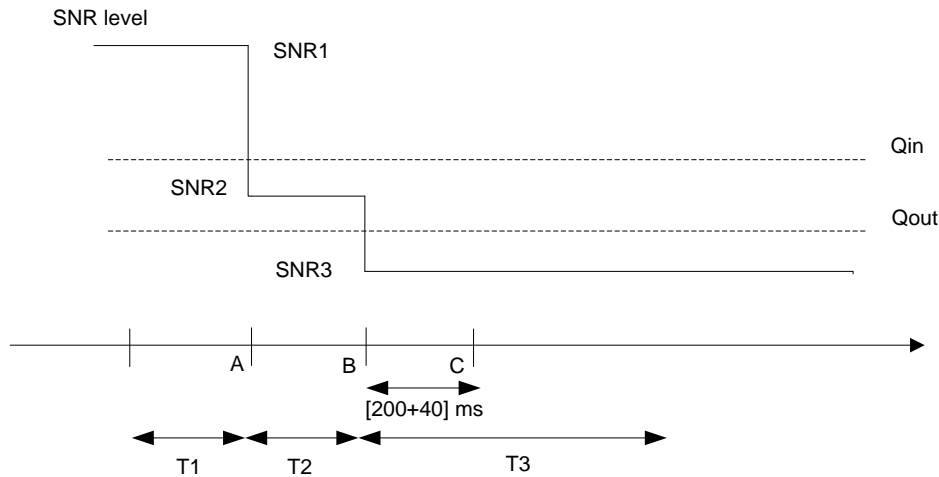 SNR level
SNR1
Qin
SNR2
Qout
SNR3
A
B
C
[200+40] ms
T1
T2
T3